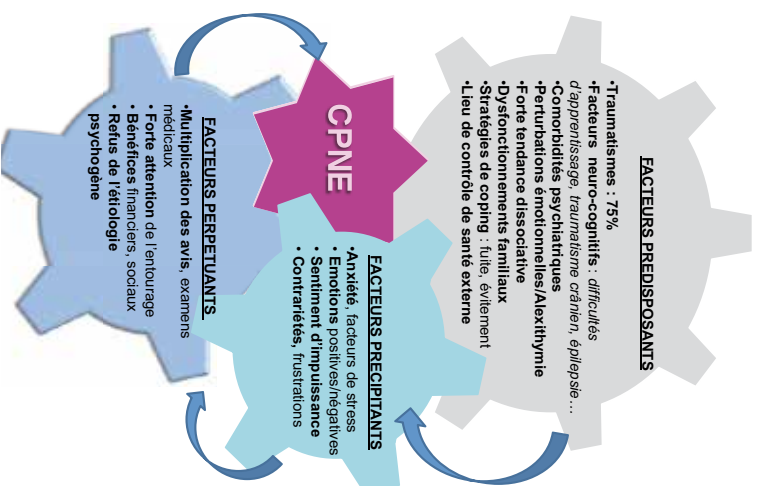 FACTEURS PREDISPOSANTS
•Traumatismes : 75%
•Facteurs neuro-cognitifs : difficultés
d'apprentissage, traumatisme crânien, épilepsie…
•Comorbidités psychiatriques
•Perturbations émotionnelles/Alexithymie
•Forte tendance dissociative
•Dysfonctionnements familiaux
•Stratégies de coping : fuite, évitement
•Lieu de contrôle de santé externe
CPNE
FACTEURS PRECIPITANTS
•Anxiété, facteurs de stress
• Emotions positives/négatives
• Sentiment d'impuissance
• Contrariétés, frustrations
FACTEURS PERPETUANTS
•Multiplication des avis, examens
médicaux
• Forte attention de l'entourage
• Bénéfices financiers, sociaux
• Refus de l'étiologie
psychogène